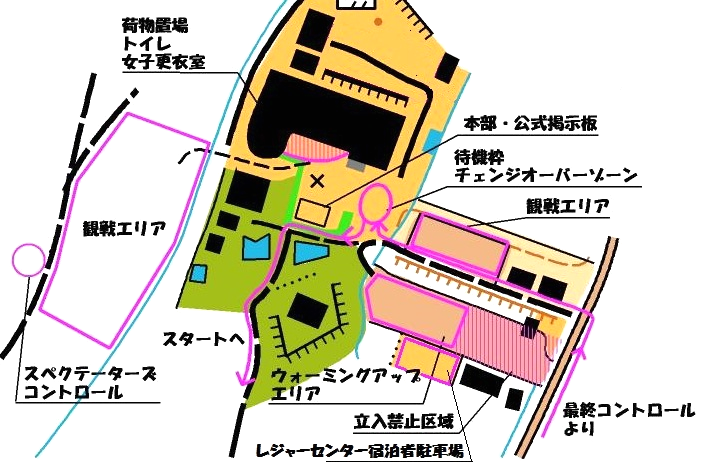 荷物置場
トイレ
女子更衣室
本部・公式掲示板
待機枠
チェンジオーバーゾーン
観戦エリア
観戦エリア
スタートへ
スペクテーターズ
コントロール
ウォーミングアップ
エリア
立入禁止区域
最終コントロール
より
レジャーセンター宿泊者駐車場